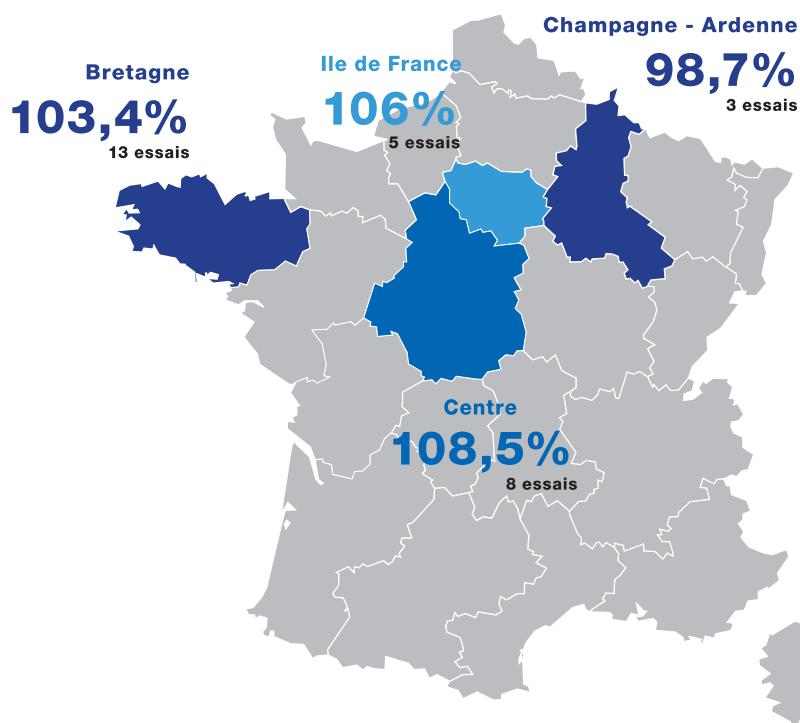 Champagne - Ardenne
98,7%
3 essais
Ile de France
106%
5 essais
Bretagne
103,4%
13 essais
Centre
108,5%
8 essais